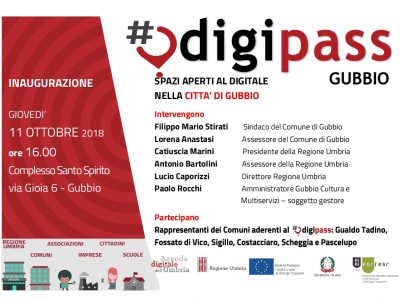 #digipass
GUBBIO
SPAZI APERTI AL DIGITALE
NELLA CITTA' DI GUBBIO
INAUGURAZIONE
GIOVEDI'
11 OTTOBRE 2018
ore 16.00
Complesso Santo Spirito
via Gioia 6 - Gubbio
Intervengono
Filippo Mario Stirati Sindaco del Comune di Gubbio
Lorena Anastasi Assessore del Comune di Gubbio
Catiuscia Marini Presidente della Regione Umbria
Antonio Bartolini Assessore della Regione Umbria
Lucio Caporizzi Direttore Regione Umbria
Paolo Rocchi Amministratore Gubbio Cultura e
Multiservizi – soggetto gestore
Partecipano
Rappresentanti dei Comuni aderenti al digipass: Gualdo Tadino,
Fossato di Vico, Sigillo, Costacciaro, Scheggia e Pascelupo
REGIONE
UMBRIA
ASSOCIAZIONI
CITTADINI
COMUNI
IMPRESE
SCUOLE
Agenda
digitale
dell'Umbria
Regione Umbria